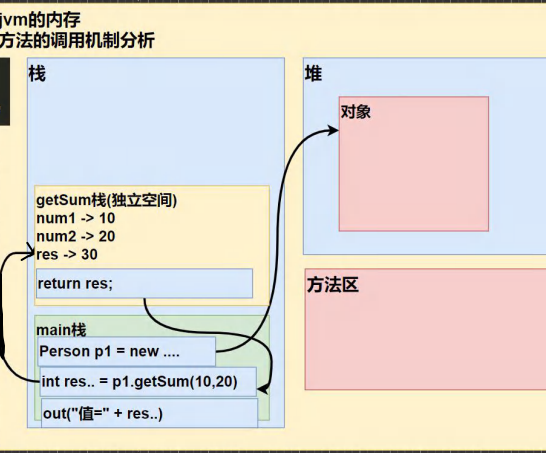 jvm的内存
方法的调用机制分析
栈
getSum栈(独立空间)
num1 -> 10
num2 -> 20
res -> 30
return res;
main栈
Person p1 = new ....
int res.. = p1.getSum(10,20)
out("值=" + res..)
堆
对象
方法区